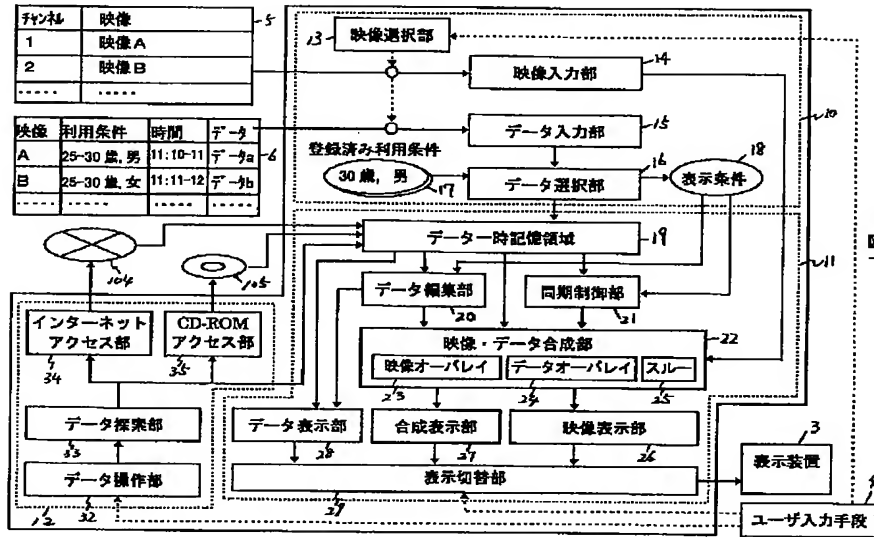 チャンネル 映像
1 映像A
2 映像B
----- -----
5
映像 利用条件 時間 データ
A 25-30歳, 男 11:10-11 データa
B 25-30歳, 女 11:11-12 データb
----- ----- ----- -----
6
13 映像選択部
映像入力部 14
データ入力部 15
10
登録済み利用条件
30歳, 男 17
データ選択部 16
表示条件 18
データ一時記憶領域 19
11
104
105
データ編集部 20
同期制御部 21
インターネット
アクセス部
34
CD-ROM
アクセス部
35
映像・データ合成部 22
映像オーバレイ データオーバレイ スルー
23 24 25
データ探索部
33
データ表示部 28
合成表示部 27
映像表示部 26
データ操作部
32
12
表示切替部
29
3
表示装置
ユーザ入力手段